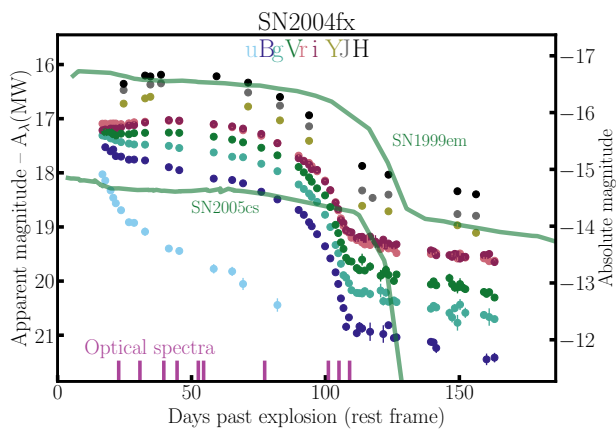 SN2004fx
uBgVriYJH
16
17
18
19
20
21
Apparent magnitude − Aλ(MW)
−17
−16
−15
−14
−13
−12
Absolute magnitude
SN1999em
SN2005cs
Optical spectra
0
50
100
150
Days past explosion (rest frame)